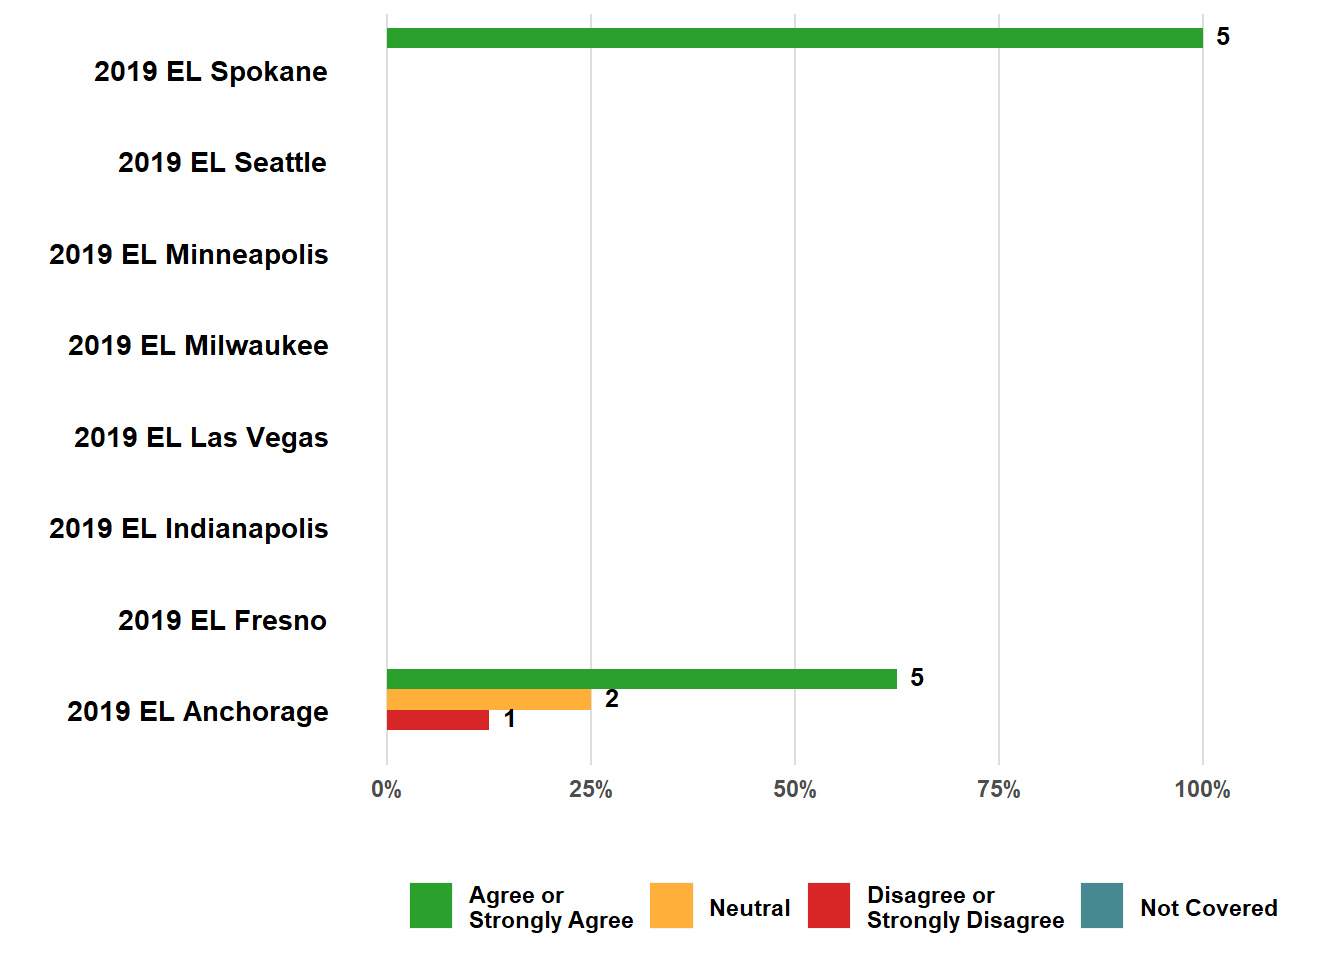 5
2019 EL Spokane
2019 EL Seattle
2019 EL Minneapolis
2019 EL Milwaukee
2019 EL Las Vegas
2019 EL Indianapolis
2019 EL Fresno
5
2
2019 EL Anchorage
1
0% 25% 50% 75% 100%
Agree or
Strongly Agree
Neutral
Disagree or
Strongly Disagree
Not Covered